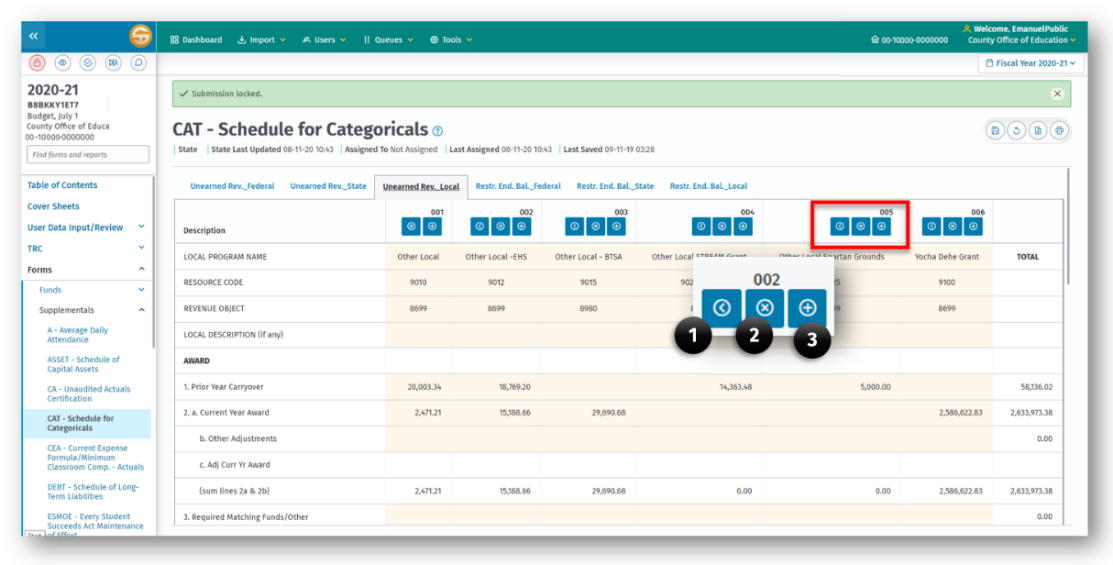 Dashboard Import Users Queues Tools 00-10000-0000000 Welcome, EmanuelPublic
County Office of Education
Fiscal Year 2020-21
2020-21
B8BKKY1ET7
Budget, July 1
County Office of Educa
00-10000-0000000
Find forms and reports
Table of Contents
Cover Sheets
User Data Input/Review
TRC
Forms
Funds
Supplementals
A - Average Daily
Attendance
ASSET - Schedule of
Capital Assets
CA - Unaudited Actuals
Certification
CAT - Schedule for
Categoricals
CEA - Current Expense
Formula/Minimum
Classroom Comp. - Actuals
DEBT - Schedule of Long-
Term Liabilities
ESMOE - Every Student
Succeeds Act Maintenance
of Effort
Submission locked.
CAT - Schedule for Categoricals
State State Last Updated 08-11-20 10:43 Assigned To Not Assigned Last Assigned 08-11-20 10:43 Last Saved 09-11-19 03:28
Unearned Rev._Federal Unearned Rev._State Unearned Rev._Local Restr. End. Bal._Federal Restr. End. Bal._State Restr. End. Bal._Local
001 002 003 004 005 006
Description
LOCAL PROGRAM NAME Other Local Other Local -EHS Other Local - BTSA Other Local STREAM Grant Other Local Spartan Grounds Yocha Dehe Grant TOTAL
RESOURCE CODE 9010 9012 9015 9100
REVENUE OBJECT 8699 8699 8980 8699
002
1 2 3
LOCAL DESCRIPTION (if any)
AWARD
1. Prior Year Carryover 20,003.34 18,769.20 14,363.48 5,000.00 58,136.02
2. a. Current Year Award 2,471.21 15,188.66 29,690.68 2,586,622.83 2,633,973.38
b. Other Adjustments 0.00
c. Adj Curr Yr Award
(sum lines 2a & 2b) 2,471.21 15,188.66 29,690.68 0.00 0.00 2,586,622.83 2,633,973.38
3. Required Matching Funds/Other 0.00